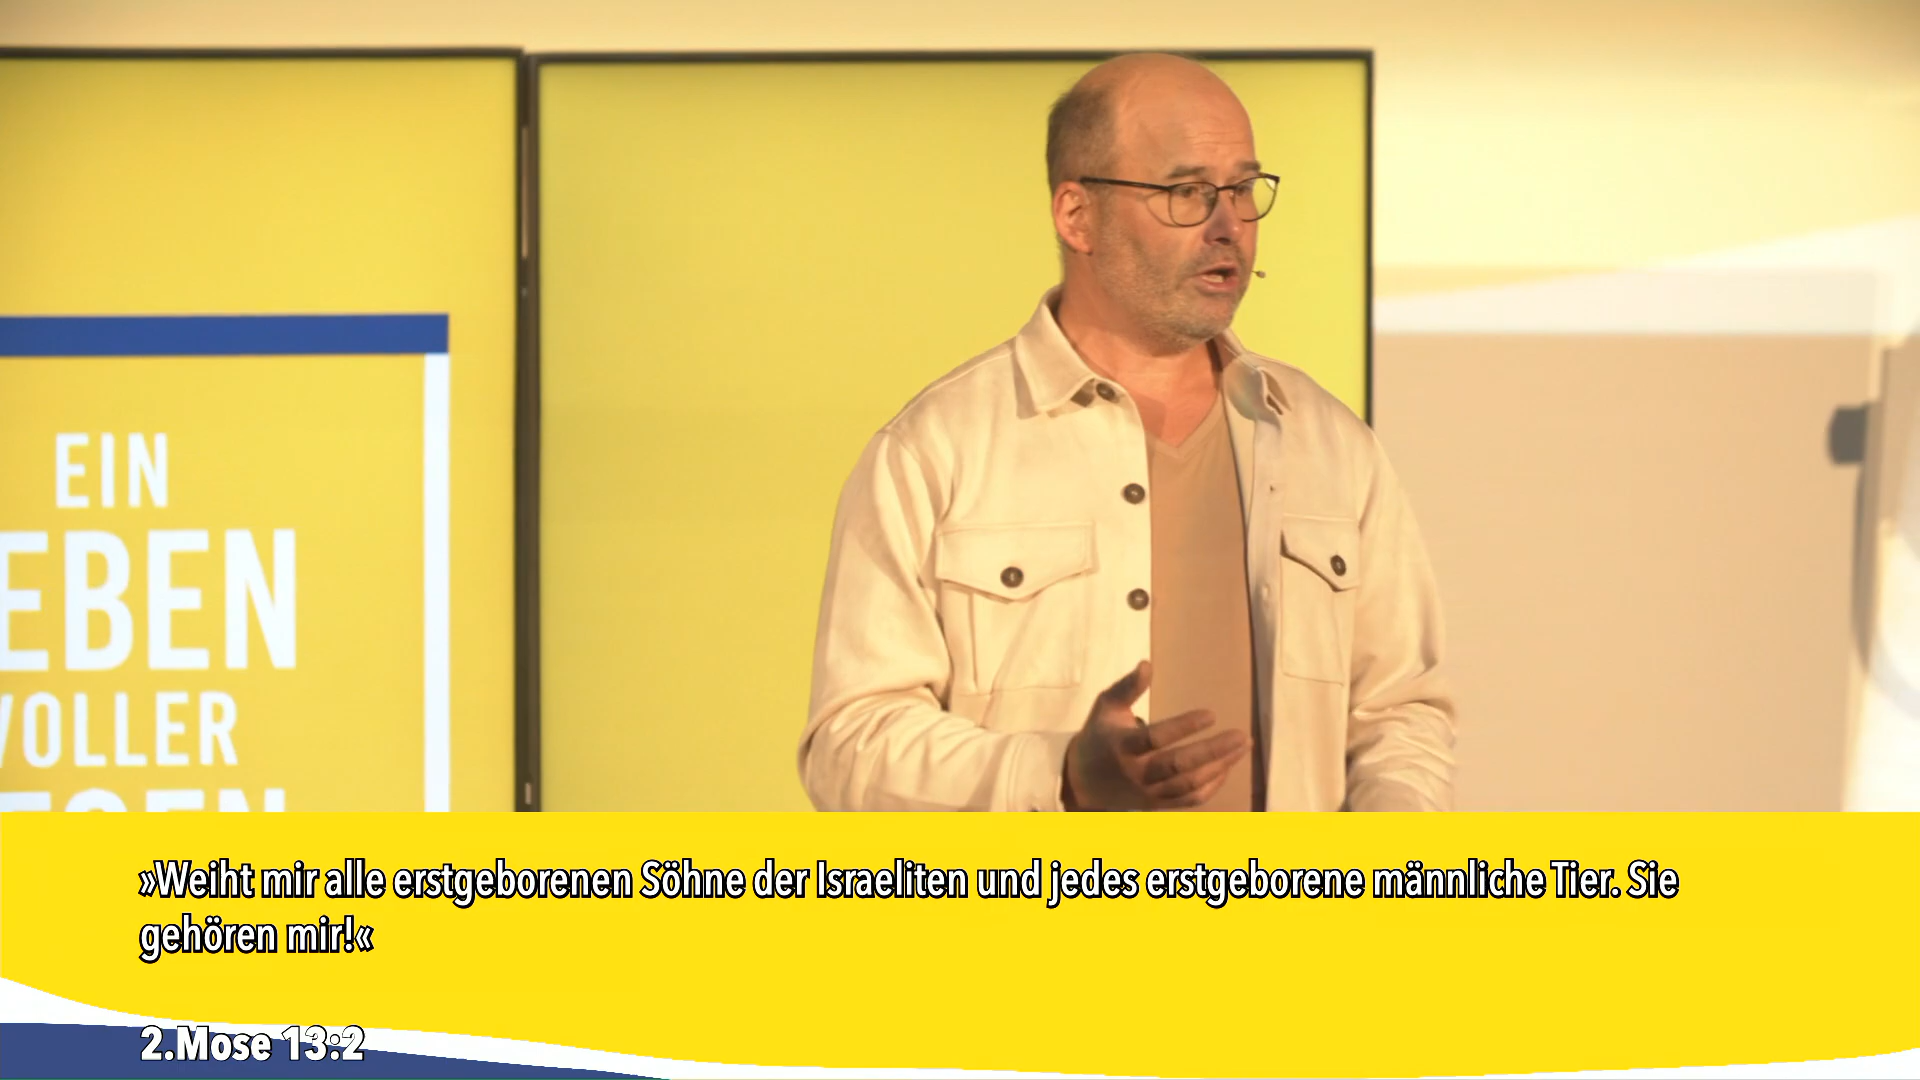 EIN
EBEN
VOLLER
»Weiht mir alle erstgeborenen Söhne der Israeliten und jedes erstgeborene männliche Tier. Sie
gehören mir!«
2.Mose 13:2